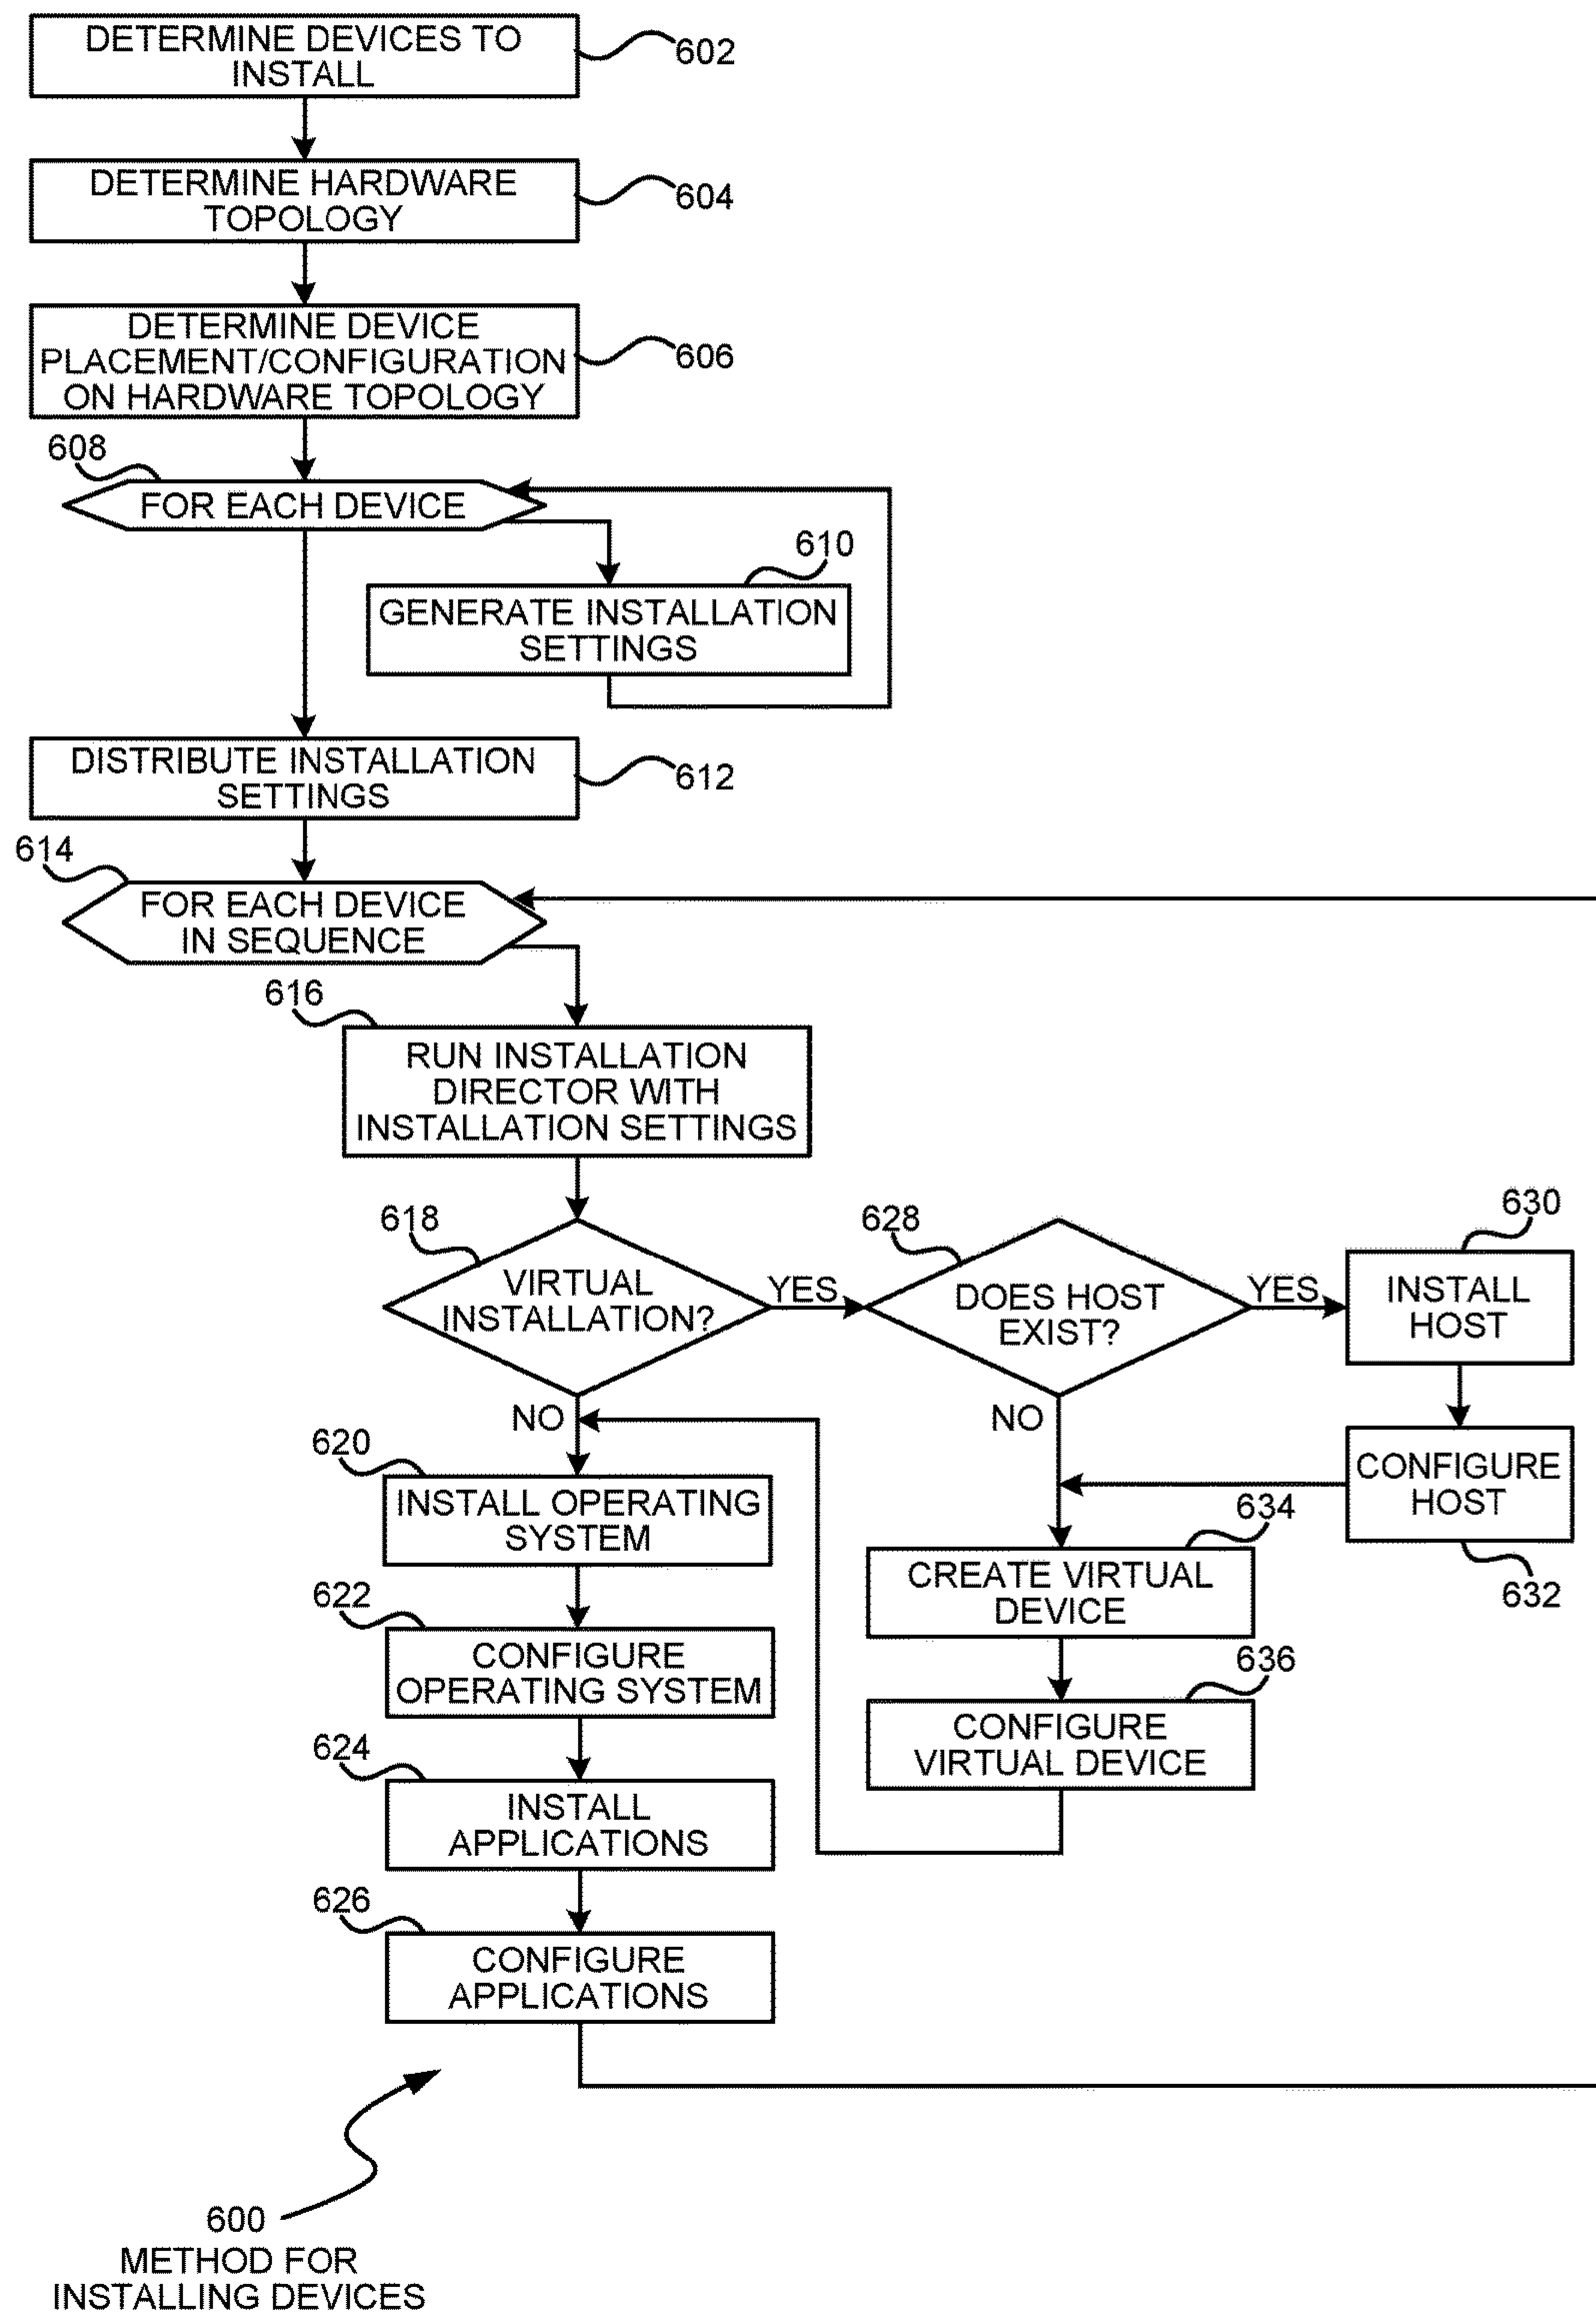 DETERMINE DEVICES TO
INSTALL
602
DETERMINE HARDWARE
TOPOLOGY
604
DETERMINE DEVICE
PLACEMENT/CONFIGURATION
ON HARDWARE TOPOLOGY
606
608
FOR EACH DEVICE
610
GENERATE INSTALLATION
SETTINGS
DISTRIBUTE INSTALLATION
SETTINGS
612
614
FOR EACH DEVICE
IN SEQUENCE
616
RUN INSTALLATION
DIRECTOR WITH
INSTALLATION SETTINGS
618
VIRTUAL
INSTALLATION?
YES
NO
628
DOES HOST
EXIST?
YES
NO
630
INSTALL
HOST
CONFIGURE
HOST
632
620
INSTALL OPERATING
SYSTEM
634
CREATE VIRTUAL
DEVICE
622
CONFIGURE
OPERATING SYSTEM
636
CONFIGURE
VIRTUAL DEVICE
624
INSTALL
APPLICATIONS
626
CONFIGURE
APPLICATIONS
600
METHOD FOR
INSTALLING DEVICES